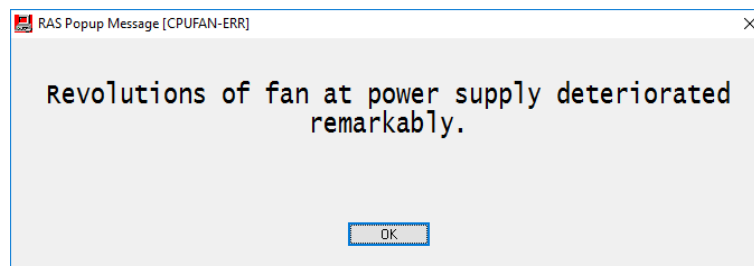 RAS Popup Message [CPUFAN-ERR]
Revolutions of fan at power supply deteriorated
remarkably.
OK